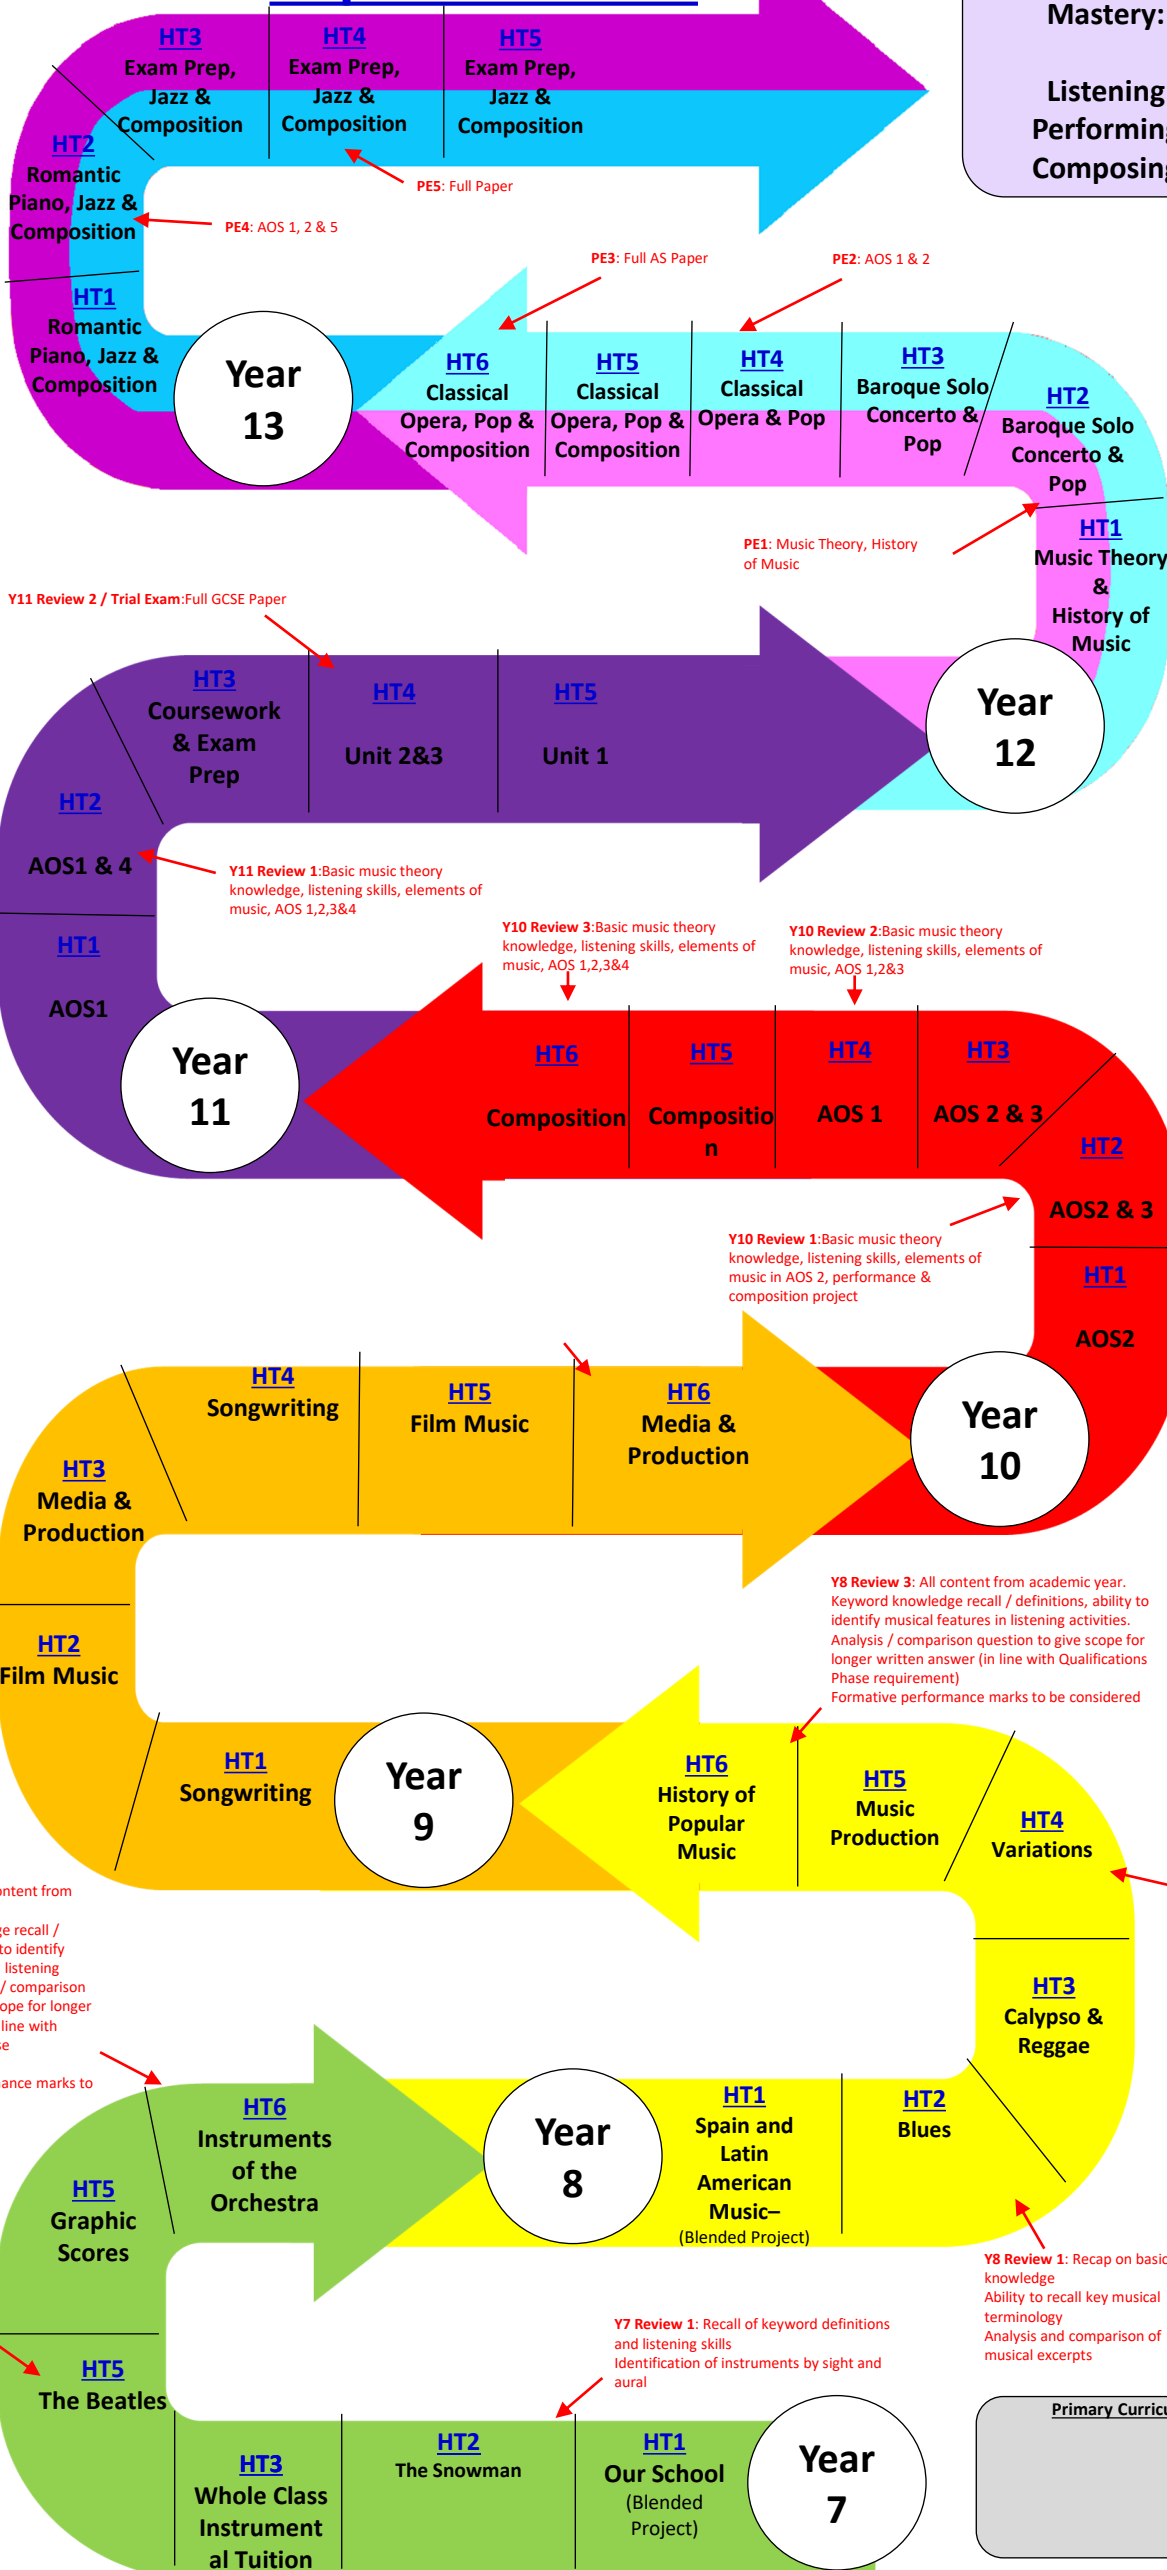 Mastery:
Listening
Performing
Composing
HT3
Exam Prep,
Jazz &
Composition
HT4
Exam Prep,
Jazz &
Composition
HT5
Exam Prep,
Jazz &
Composition
HT2
Romantic
Piano, Jazz &
Composition
PE5: Full Paper
PE4: AOS 1, 2 & 5
HT1
Romantic
Piano, Jazz &
Composition
Year
13
PE3: Full AS Paper
PE2: AOS 1 & 2
HT6
Classical
Opera, Pop &
Composition
HT5
Classical
Opera, Pop &
Composition
HT4
Classical
Opera & Pop
HT3
Baroque Solo
Concerto &
Pop
HT2
Baroque Solo
Concerto &
Pop
HT1
Music Theory
&
History of
Music
PE1: Music Theory, History
of Music
Year
12
Y11 Review 2 / Trial Exam:Full GCSE Paper
HT3
Coursework
& Exam
Prep
HT4
Unit 2&3
HT5
Unit 1
HT2
AOS1 & 4
Y11 Review 1:Basic music theory
knowledge, listening skills, elements of
music, AOS 1,2,3&4
HT1
AOS1
Year
11
Y10 Review 3:Basic music theory
knowledge, listening skills, elements of
music, AOS 1,2,3&4
Y10 Review 2:Basic music theory
knowledge, listening skills, elements of
music, AOS 1,2&3
HT6
Composition
HT5
Compositio
n
HT4
AOS 1
HT3
AOS 2 & 3
HT2
AOS2 & 3
HT1
AOS2
Y10 Review 1:Basic music theory
knowledge, listening skills, elements of
music in AOS 2, performance &
composition project
Year
10
HT4
Songwriting
HT5
Film Music
HT6
Media &
Production
HT3
Media &
Production
HT2
Film Music
HT1
Songwriting
Year
9
Y8 Review 3: All content from academic year.
Keyword knowledge recall / definitions, ability to
identify musical features in listening activities.
Analysis / comparison question to give scope for
longer written answer (in line with Qualifications
Phase requirement)
Formative performance marks to be considered
HT6
History of
Popular
Music
HT5
Music
Production
HT4
Variations
HT3
Calypso &
Reggae
HT2
Blues
HT1
Spain and
Latin
American
Music–
(Blended Project)
Year
8
content from
recall /
to identify
listening
/ comparison
for longer
line with
marks to
HT6
Instruments
of the
Orchestra
HT5
Graphic
Scores
Y8 Review 1: Recap on basic
knowledge
Ability to recall key musical
terminology
Analysis and comparison of
musical excerpts
Y7 Review 1: Recall of keyword definitions
and listening skills
Identification of instruments by sight and
aural
HT5
The Beatles
HT3
Whole Class
Instrument
al Tuition
HT2
The Snowman
HT1
Our School
(Blended
Project)
Year
7
Primary